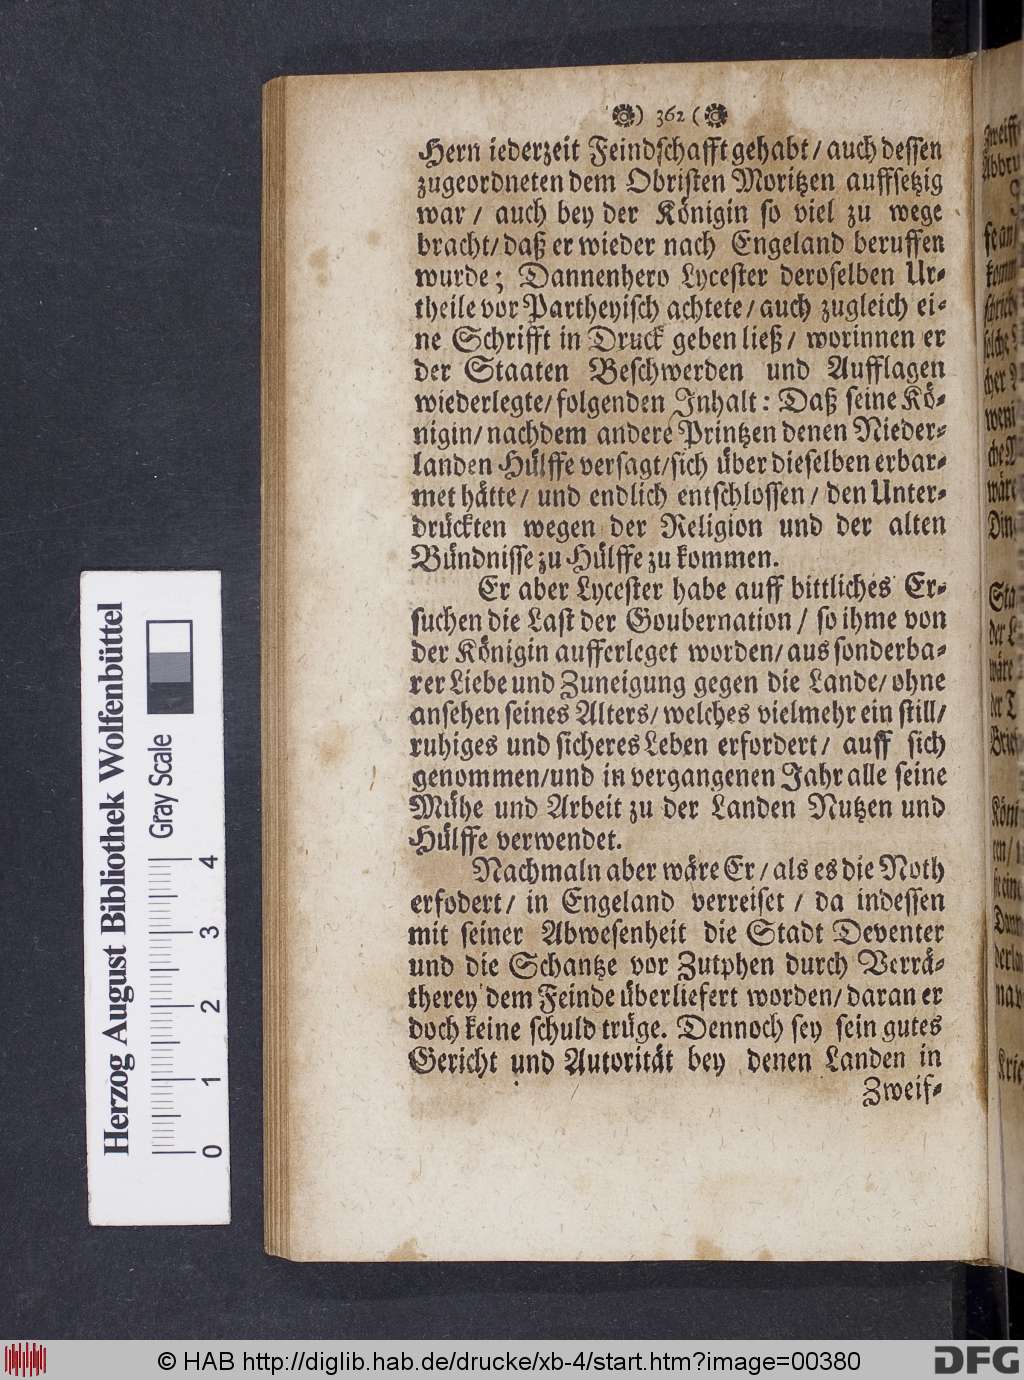 ) 362 (
Hern iederzeit Feindschafft gehabt / auch dessen
zugeordneten dem Obristen Moritzen auffsetzig
war / auch bey der Königin so viel zu wege
bracht / daß er wieder nach Engeland beruffen
wurde ; Dannenhero Lycester deroselben Ur-
theile vor Partheyisch achtete / auch zugleich ei-
ne Schrifft in Druck geben ließ / worinnen er
der Staaten Beschwerden und Aufflagen
wiederlegte / folgenden Inhalt : Daß seine Kö-
nigin / nachdem andere Printzen denen Nieder-
landen Hülffe versagt / sich über dieselben erbar-
met hätte / und endlich entschlossen / den Unter-
drückten wegen der Religion und der alten
Bündnisse zu Hülffe zu kommen.
Er aber Lycester habe auff bittliches Er-
suchen die Last der Goubernation / so ihme von
der Königin aufferleget worden / aus sonderba-
rer Liebe und Zuneigung gegen die Lande / ohne
ansehen seines Alters / welches vielmehr ein still /
ruhiges und sicheres Leben erfordert / auff sich
genommen / und in vergangenen Jahr alle seine
Mühe und Arbeit zu der Landen Nutzen und
Hülffe verwendet.
Nachmaln aber wäre Er / als es die Noth
erfodert / in Engeland verreiset / da indessen
mit seiner Abwesenheit die Stadt Deventer
und die Schantze vor Zutphen durch Verrä-
therey dem Feinde überliefert worden / daran er
doch keine schuld trüge. Dennoch sey sein gutes
Gericht und Autorität bey denen Landen in
Zweif-
Herzog August Bibliothek Wolfenbüttel
Gray Scale
0 1 2 3 4
© HAB http://diglib.hab.de/drucke/xb-4/start.htm?image=00380
DFG